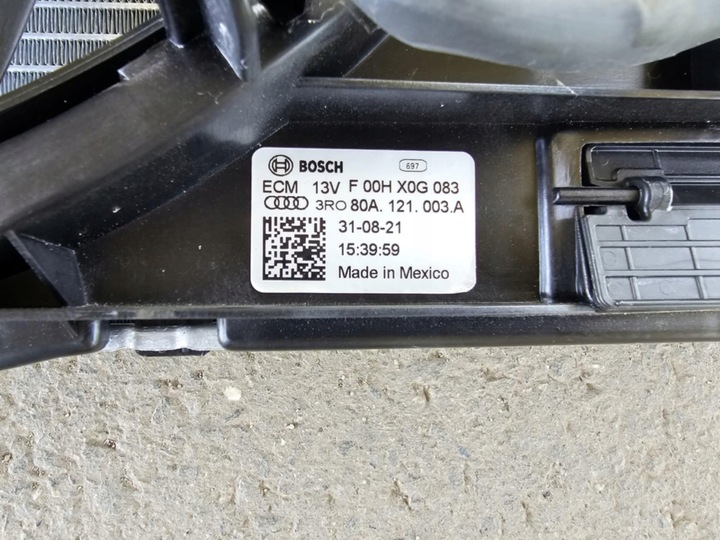 BOSCH 697
ECM 13V F 00H X0G 083
3RO 80A. 121. 003.A
31-08-21
15:39:59
Made in Mexico